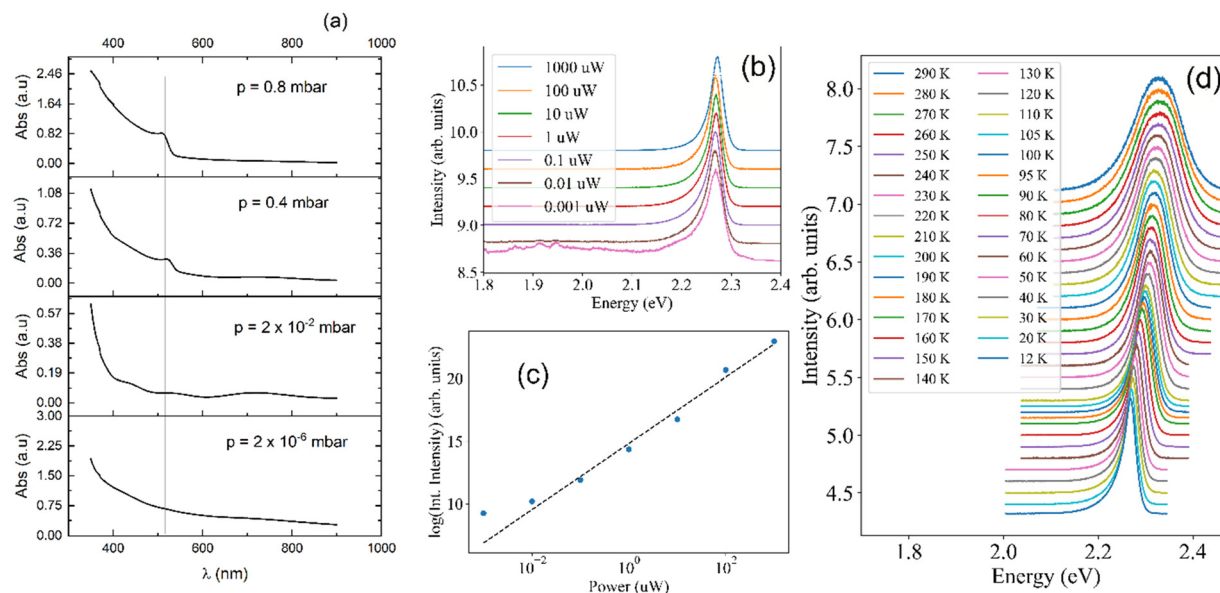 (a)
400 600 800 1000
Abs (a.u)
2.46
1.64
0.82
0.00
p = 0.8 mbar
Abs (a.u)
1.08
0.72
0.36
0.00
p = 0.4 mbar
Abs (a.u)
0.57
0.38
0.19
0.00
p = 2 x 10-2 mbar
Abs (a.u)
3.00
2.25
1.50
0.75
0.00
p = 2 x 10-6 mbar
400 600 800 1000
λ (nm)
(b)
Intensity (arb. units)
10.5
10.0
9.5
9.0
8.5
1000 uW
100 uW
10 uW
1 uW
0.1 uW
0.01 uW
0.001 uW
1.8 1.9 2.0 2.1 2.2 2.3 2.4
Energy (eV)
(c)
log(Int. Intensity) (arb. units)
20
15
10
10-2 100 102
Power (uW)
(d)
Intensity (arb. units)
8.0
7.5
7.0
6.5
6.0
5.5
5.0
4.5
290 K 130 K
280 K 120 K
270 K 110 K
260 K 105 K
250 K 100 K
240 K 95 K
230 K 90 K
220 K 80 K
210 K 70 K
200 K 60 K
190 K 50 K
180 K 40 K
170 K 30 K
160 K 20 K
150 K 12 K
140 K
1.8 2.0 2.2 2.4
Energy (eV)